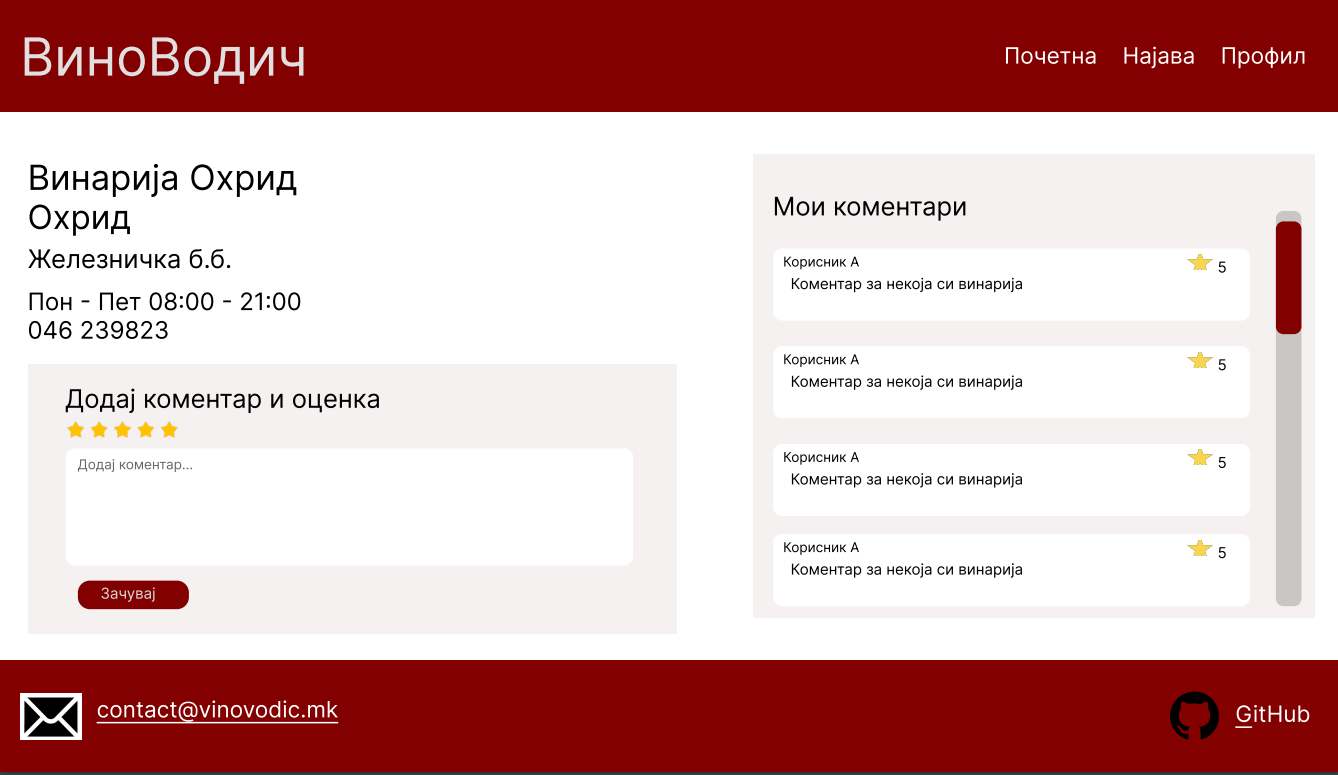 ВиноВодич
Почетна Најава Профил
Винарија Охрид
Охрид
Железничка б.б.
Пон - Пет 08:00 - 21:00
046 239823
Додај коментар и оценка
Додај коментар...
Зачувај
Мои коментари
Корисник А
5
Коментар за некоја си винарија
Корисник А
5
Коментар за некоја си винарија
Корисник А
5
Коментар за некоја си винарија
Корисник А
5
Коментар за некоја си винарија
contact@vinovodic.mk
GitHub